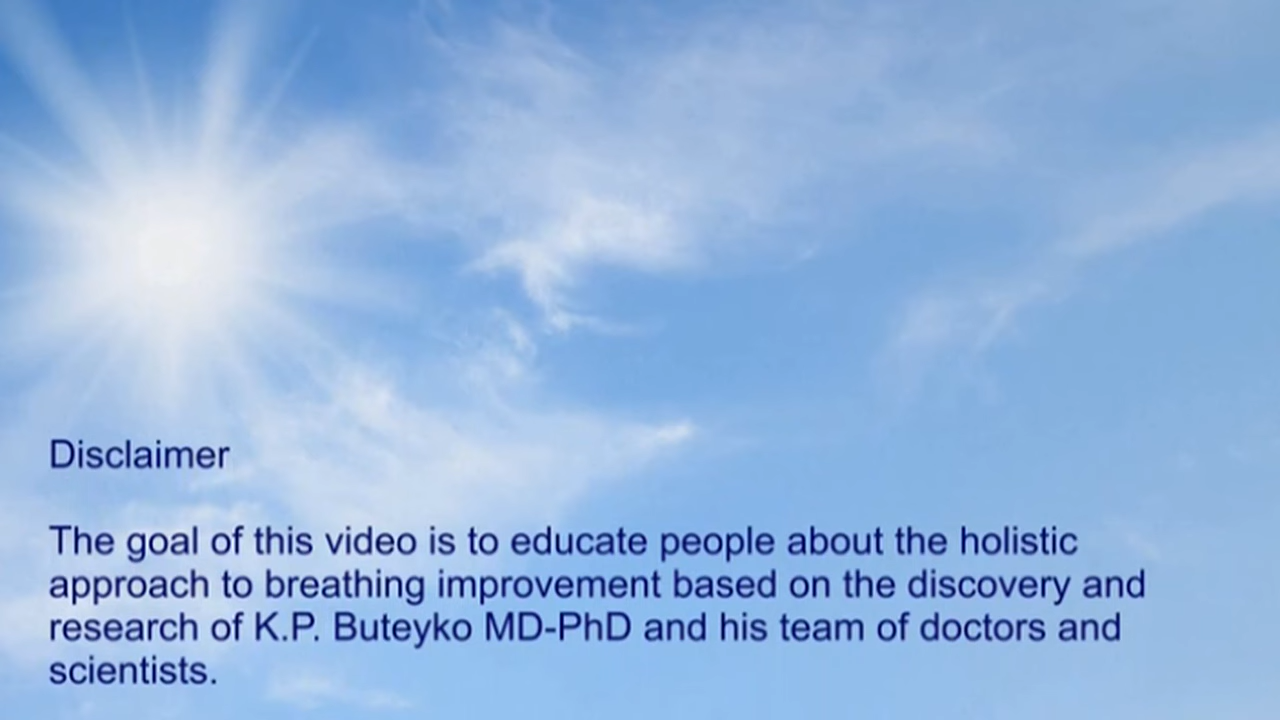 Disclaimer
The goal of this video is to educate people about the holistic
approach to breathing improvement based on the discovery and
research of K.P. Buteyko MD-PhD and his team of doctors and
scientists.